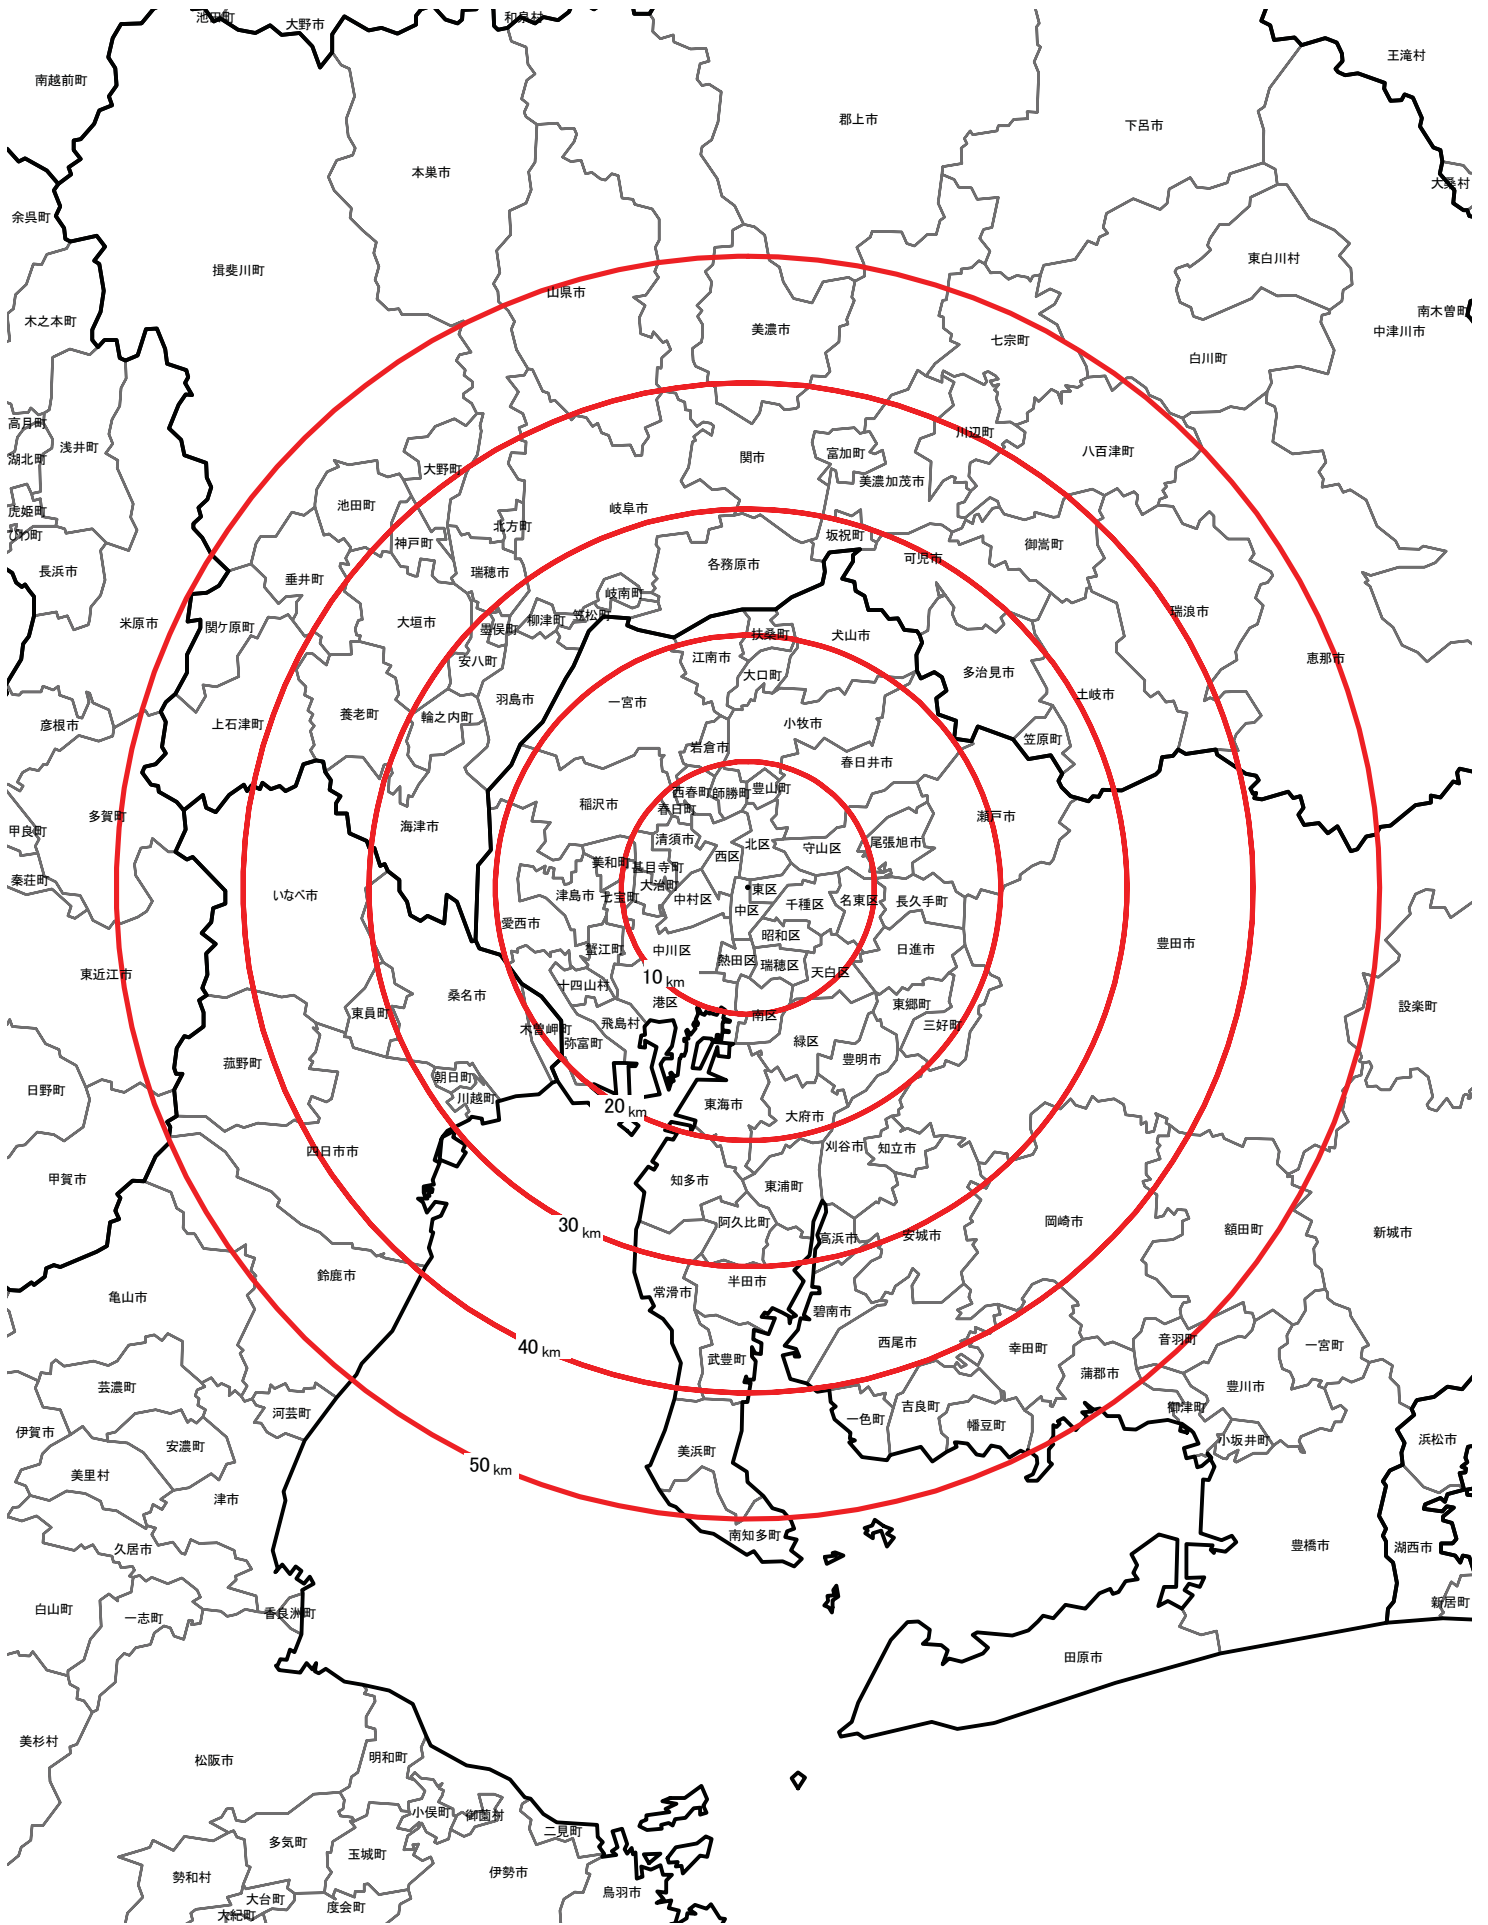 池田町
大野市
和泉村
南越前町
王滝村
郡上市
下呂市
本巣市
大桑村
余呉町
揖斐川町
東白川村
山県市
木之本町
美濃市
七宗町
南木曽町
中津川市
白川町
高月町
浅井町
湖北町
大野町
関市
富加町
川辺町
八百津町
美濃加茂市
池田町
虎姫町
びわ町
岐阜市
北方町
神戸町
坂祝町
御嵩町
可児市
長浜市
垂井町
瑞穂市
各務原市
岐南町
米原市
関ケ原町
大垣市
墨俣町
柳津町
笠松町
瑞浪市
扶桑町
犬山市
安八町
江南市
大口町
多治見市
恵那市
土岐市
羽島市
一宮市
彦根市
上石津町
養老町
輪之内町
小牧市
笠原町
岩倉市
春日井市
西春町
師勝町
豊山町
稲沢市
春日町
多賀町
甲良町
海津市
瀬戸市
清須市
北区
守山区
尾張旭市
西区
美和町
甚目寺町
秦荘町
いなべ市
津島市
七宝町
大治町
中村区
東区
中区
千種区
名東区
長久手町
愛西市
昭和区
蟹江町
中川区
熱田区
瑞穂区
天白区
日進市
豊田市
東近江市
10 km
十四山村
桑名市
港区
東員町
木曽岬町
飛島村
弥富町
南区
東郷町
三好町
設楽町
緑区
豊明市
菰野町
日野町
朝日町
川越町
20 km
東海市
大府市
四日市市
刈谷市
知立市
甲賀市
知多市
東浦町
30 km
阿久比町
高浜市
安城市
岡崎市
額田町
新城市
鈴鹿市
半田市
常滑市
亀山市
碧南市
西尾市
音羽町
一宮町
幸田町
40 km
武豊町
蒲郡市
芸濃町
豊川市
河芸町
一色町
吉良町
御津町
幡豆町
伊賀市
安濃町
小坂井町
浜松市
美浜町
50 km
美里村
津市
南知多町
久居市
豊橋市
湖西市
白山町
一志町
香良洲町
新居町
田原市
美杉村
松阪市
明和町
小俣町
御薗村
二見町
多気町
玉城町
勢和村
伊勢市
鳥羽市
大台町
度会町
大紀町